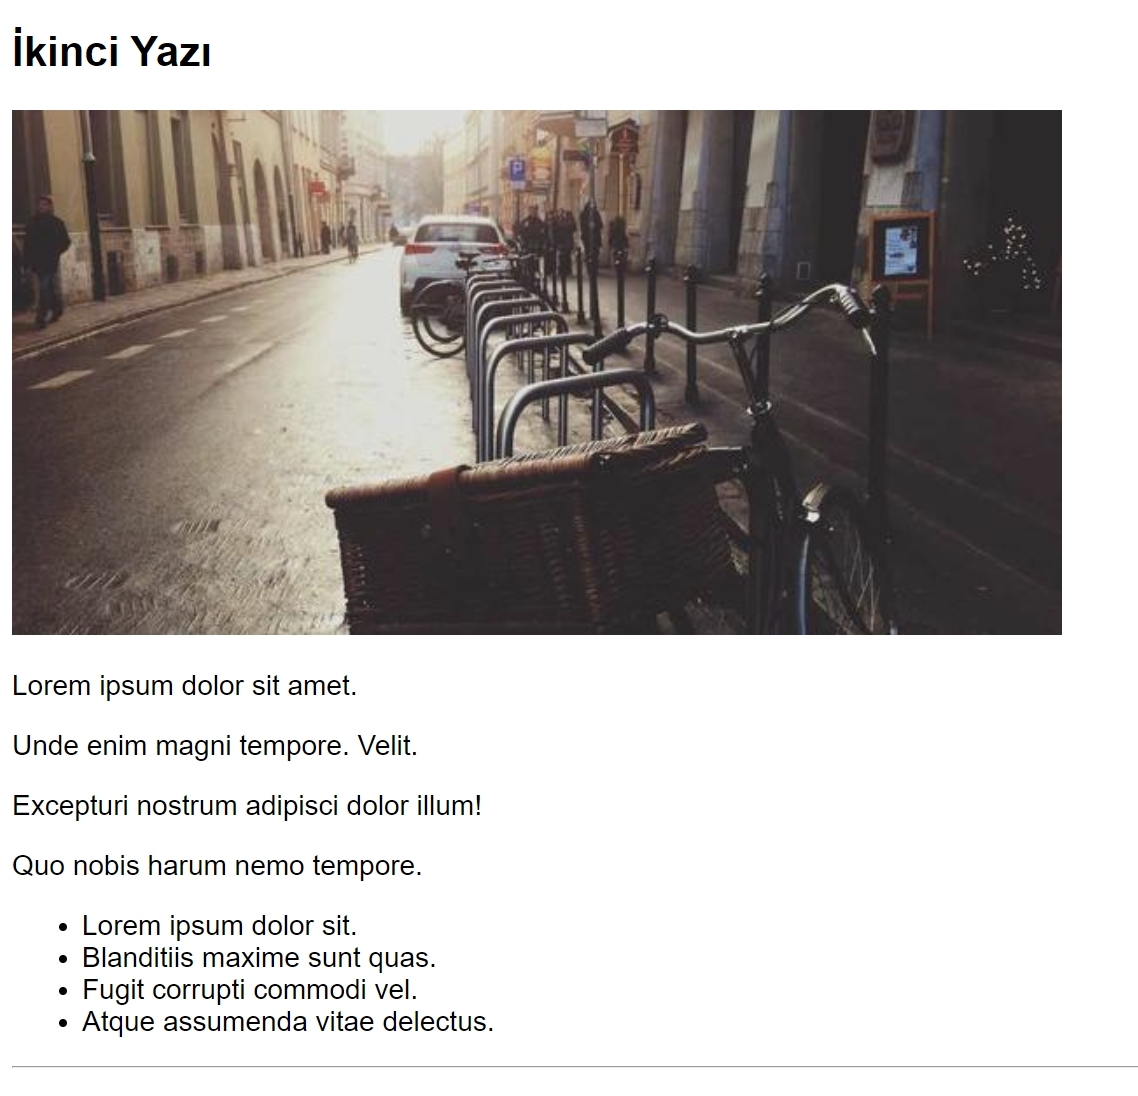 İkinci Yazı
P
Lorem ipsum dolor sit amet.
Unde enim magni tempore. Velit.
Excepturi nostrum adipisci dolor illum!
Quo nobis harum nemo tempore.
Lorem ipsum dolor sit.
Blanditiis maxime sunt quas.
Fugit corrupti commodi vel.
Atque assumenda vitae delectus.